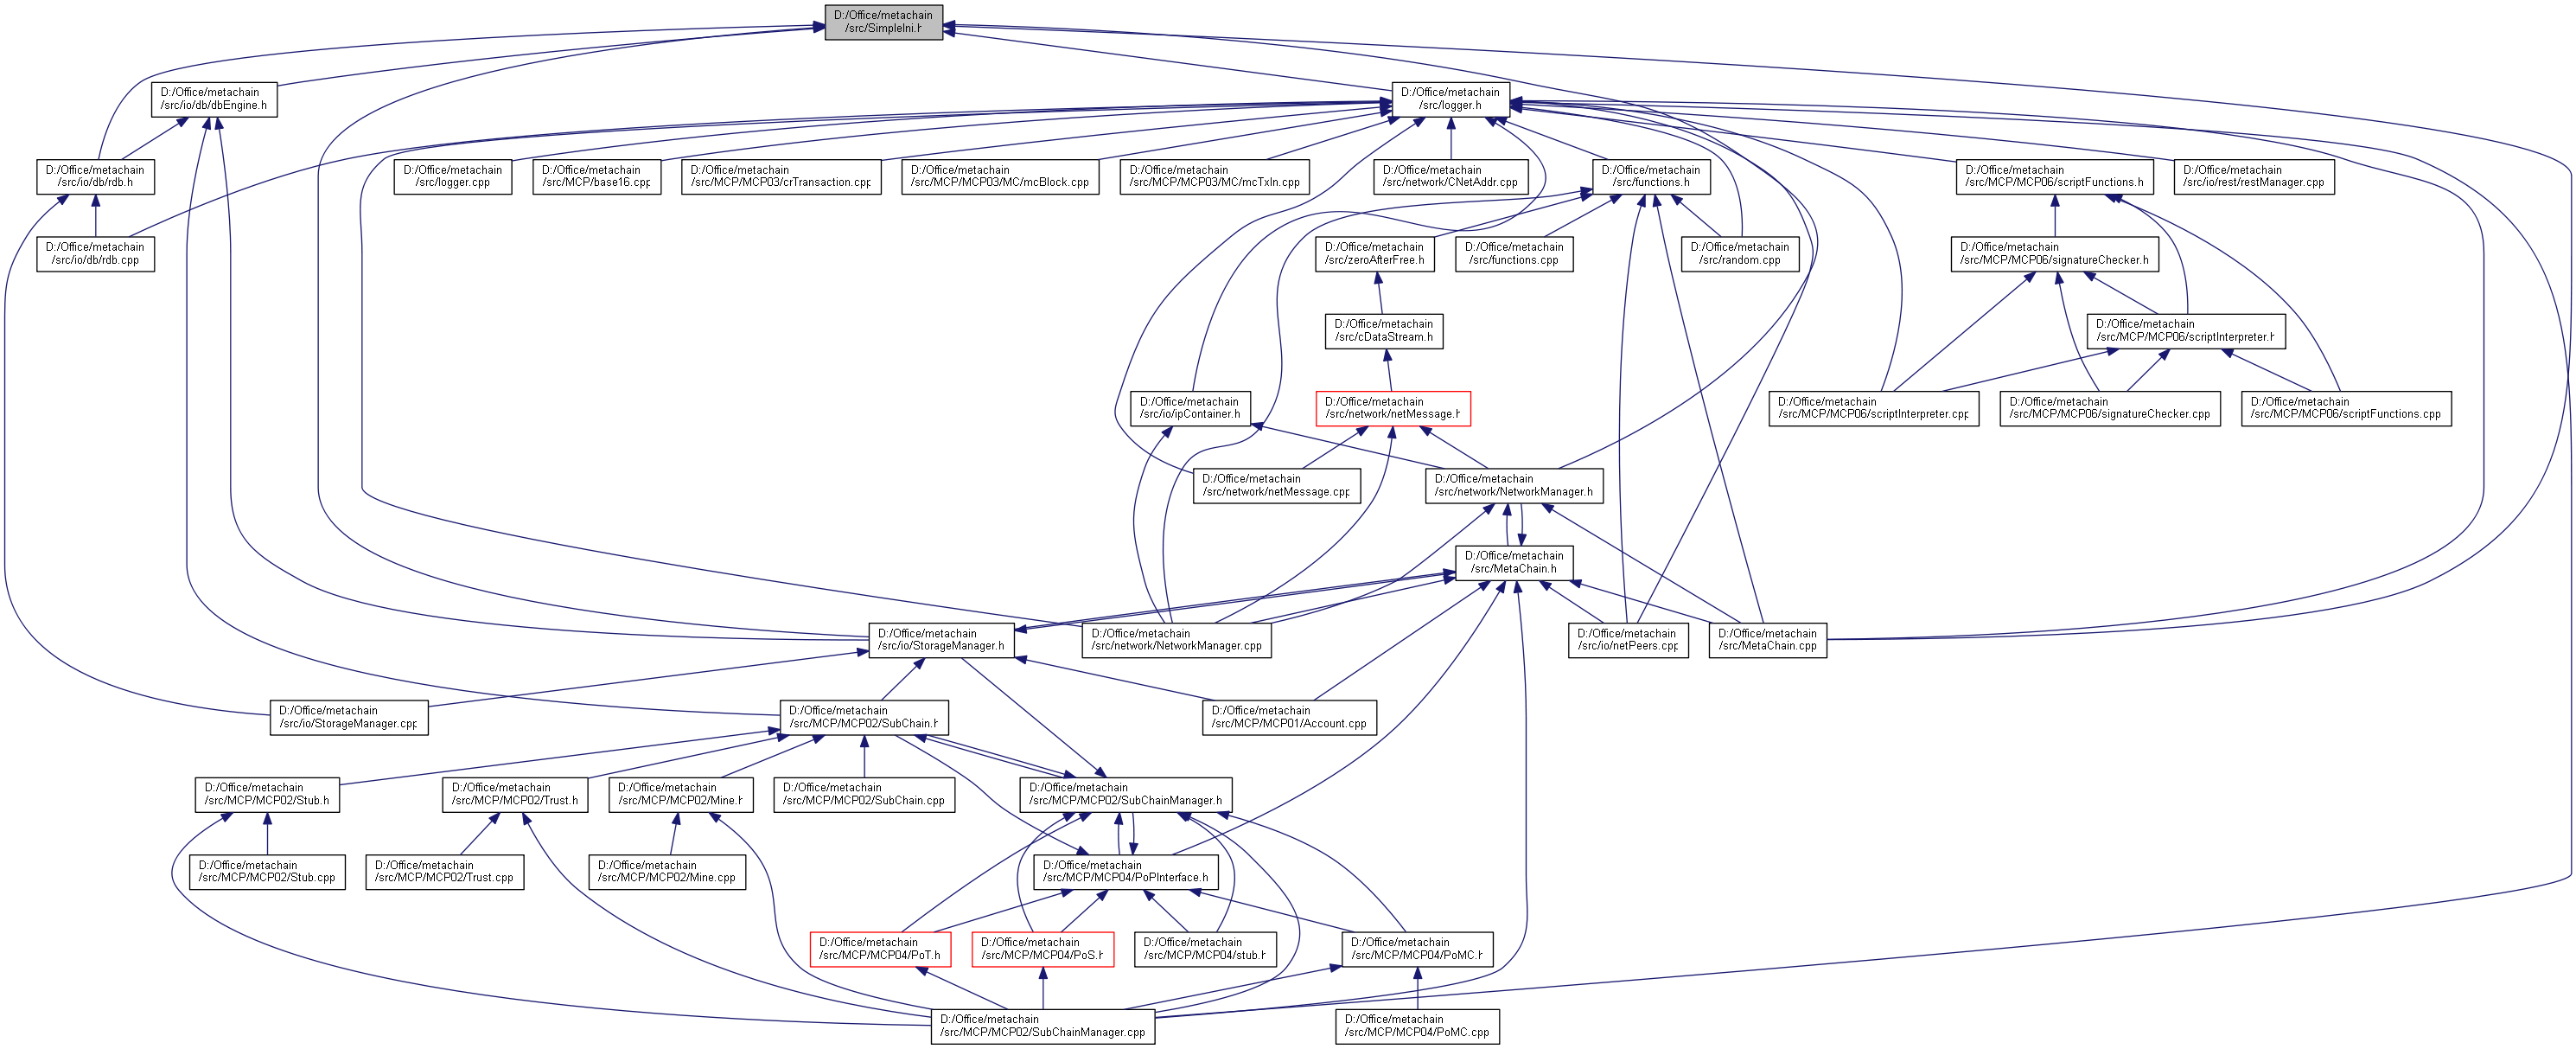 D:/Office/metachain
/src/SimpleIni.h
D:/Office/metachain
/src/io/db/dbEngine.h
D:/Office/metachain
/src/logger.h
D:/Office/metachain
/src/io/db/rdb.h
D:/Office/metachain
/src/logger.cpp
D:/Office/metachain
/src/MCP/base16.cpp
D:/Office/metachain
/src/MCP/MCP03/crTransaction.cpp
D:/Office/metachain
/src/MCP/MCP03/MC/mcBlock.cpp
D:/Office/metachain
/src/MCP/MCP03/MC/mcTxIn.cpp
D:/Office/metachain
/src/network/CNetAddr.cpp
D:/Office/metachain
/src/functions.h
D:/Office/metachain
/src/MCP/MCP06/scriptFunctions.h
D:/Office/metachain
/src/io/rest/restManager.cpp
D:/Office/metachain
/src/io/db/rdb.cpp
D:/Office/metachain
/src/zeroAfterFree.h
D:/Office/metachain
/src/functions.cpp
D:/Office/metachain
/src/random.cpp
D:/Office/metachain
/src/MCP/MCP06/signatureChecker.h
D:/Office/metachain
/src/cDataStream.h
D:/Office/metachain
/src/MCP/MCP06/scriptInterpreter.h
D:/Office/metachain
/src/io/ipContainer.h
D:/Office/metachain
/src/network/netMessage.h
D:/Office/metachain
/src/MCP/MCP06/scriptInterpreter.cpp
D:/Office/metachain
/src/MCP/MCP06/signatureChecker.cpp
D:/Office/metachain
/src/MCP/MCP06/scriptFunctions.cpp
D:/Office/metachain
/src/network/netMessage.cpp
D:/Office/metachain
/src/network/NetworkManager.h
D:/Office/metachain
/src/MetaChain.h
D:/Office/metachain
/src/io/StorageManager.h
D:/Office/metachain
/src/network/NetworkManager.cpp
D:/Office/metachain
/src/io/netPeers.cpp
D:/Office/metachain
/src/MetaChain.cpp
D:/Office/metachain
/src/io/StorageManager.cpp
D:/Office/metachain
/src/MCP/MCP02/SubChain.h
D:/Office/metachain
/src/MCP/MCP01/Account.cpp
D:/Office/metachain
/src/MCP/MCP02/Stub.h
D:/Office/metachain
/src/MCP/MCP02/Trust.h
D:/Office/metachain
/src/MCP/MCP02/Mine.h
D:/Office/metachain
/src/MCP/MCP02/SubChain.cpp
D:/Office/metachain
/src/MCP/MCP02/SubChainManager.h
D:/Office/metachain
/src/MCP/MCP02/Stub.cpp
D:/Office/metachain
/src/MCP/MCP02/Trust.cpp
D:/Office/metachain
/src/MCP/MCP02/Mine.cpp
D:/Office/metachain
/src/MCP/MCP04/PoPInterface.h
D:/Office/metachain
/src/MCP/MCP04/PoT.h
D:/Office/metachain
/src/MCP/MCP04/PoS.h
D:/Office/metachain
/src/MCP/MCP04/stub.h
D:/Office/metachain
/src/MCP/MCP04/PoMC.h
D:/Office/metachain
/src/MCP/MCP02/SubChainManager.cpp
D:/Office/metachain
/src/MCP/MCP04/PoMC.cpp